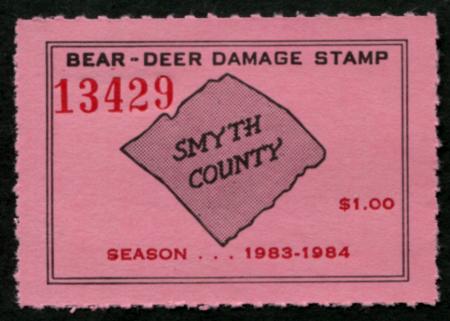 BEAR-DEER DAMAGE STAMP
13429
SMYTH
COUNTY
$1.00
SEASON . . . 1983-1984